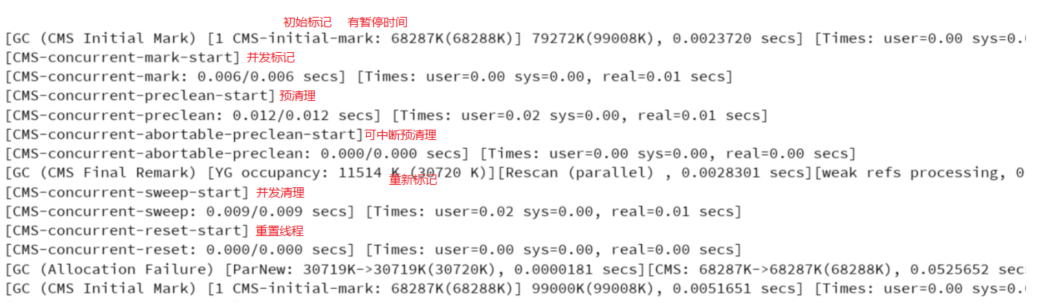 初始标记 有暂停时间
[GC (CMS Initial Mark) [1 CMS-initial-mark: 68287K(68288K)] 79272K(99008K), 0.0023720 secs] [Times: user=0.00 sys=0.
[CMS-concurrent-mark-start] 并发标记
[CMS-concurrent-mark: 0.006/0.006 secs] [Times: user=0.00 sys=0.00, real=0.01 secs]
[CMS-concurrent-preclean-start] 预清理
[CMS-concurrent-preclean: 0.012/0.012 secs] [Times: user=0.02 sys=0.00, real=0.01 secs]
[CMS-concurrent-abortable-preclean-start]可中断预清理
[CMS-concurrent-abortable-preclean: 0.000/0.000 secs] [Times: user=0.00 sys=0.00, real=0.00 secs]
[GC (CMS Final Remark) [YG occupancy: 11514 K (30720 K)][Rescan (parallel) , 0.0028301 secs][weak refs processing, 0
重新标记
[CMS-concurrent-sweep-start] 并发清理
[CMS-concurrent-sweep: 0.009/0.009 secs] [Times: user=0.02 sys=0.00, real=0.01 secs]
[CMS-concurrent-reset-start] 重置线程
[CMS-concurrent-reset: 0.000/0.000 secs] [Times: user=0.00 sys=0.00, real=0.00 secs]
[GC (Allocation Failure) [ParNew: 30719K->30719K(30720K), 0.0000181 secs][CMS: 68287K->68287K(68288K), 0.0525652 sec
[GC (CMS Initial Mark) [1 CMS-initial-mark: 68287K(68288K)] 99000K(99008K), 0.0051651 secs] [Times: user=0.00 sys=0.